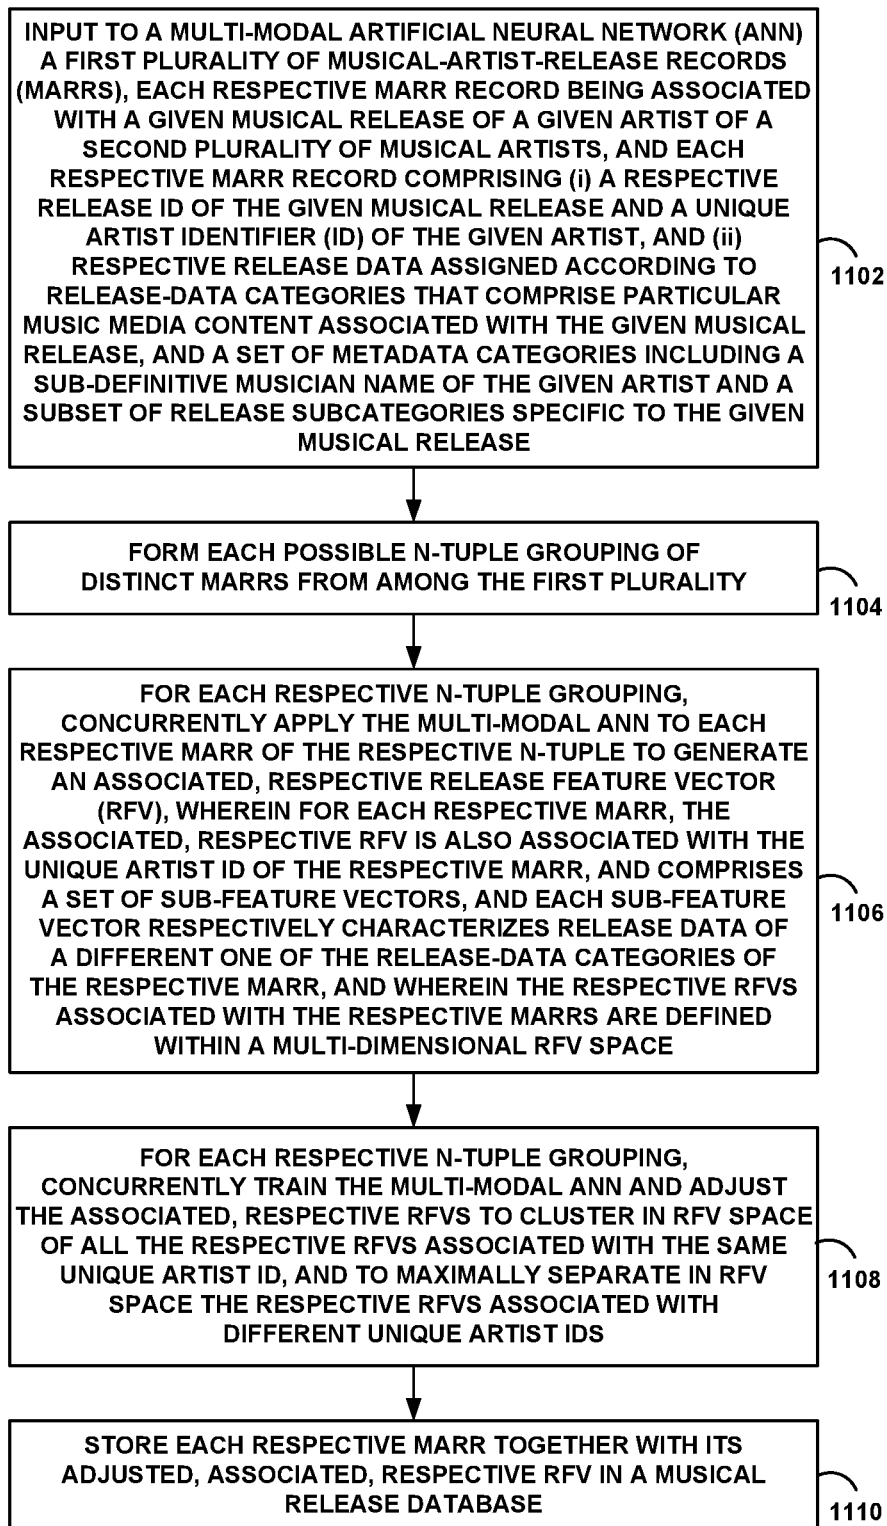 INPUT TO A MULTI-MODAL ARTIFICIAL NEURAL NETWORK (ANN)
A FIRST PLURALITY OF MUSICAL-ARTIST-RELEASE RECORDS
(MARRS), EACH RESPECTIVE MARR RECORD BEING ASSOCIATED
WITH A GIVEN MUSICAL RELEASE OF A GIVEN ARTIST OF A
SECOND PLURALITY OF MUSICAL ARTISTS, AND EACH
RESPECTIVE MARR RECORD COMPRISING (i) A RESPECTIVE
RELEASE ID OF THE GIVEN MUSICAL RELEASE AND A UNIQUE
ARTIST IDENTIFIER (ID) OF THE GIVEN ARTIST, AND (ii)
RESPECTIVE RELEASE DATA ASSIGNED ACCORDING TO
RELEASE-DATA CATEGORIES THAT COMPRISE PARTICULAR
MUSIC MEDIA CONTENT ASSOCIATED WITH THE GIVEN MUSICAL
RELEASE, AND A SET OF METADATA CATEGORIES INCLUDING A
SUB-DEFINITIVE MUSICIAN NAME OF THE GIVEN ARTIST AND A
SUBSET OF RELEASE SUBCATEGORIES SPECIFIC TO THE GIVEN
MUSICAL RELEASE
1102
FORM EACH POSSIBLE N-TUPLE GROUPING OF
DISTINCT MARRS FROM AMONG THE FIRST PLURALITY
1104
FOR EACH RESPECTIVE N-TUPLE GROUPING,
CONCURRENTLY APPLY THE MULTI-MODAL ANN TO EACH
RESPECTIVE MARR OF THE RESPECTIVE N-TUPLE TO GENERATE
AN ASSOCIATED, RESPECTIVE RELEASE FEATURE VECTOR
(RFV), WHEREIN FOR EACH RESPECTIVE MARR, THE
ASSOCIATED, RESPECTIVE RFV IS ALSO ASSOCIATED WITH THE
UNIQUE ARTIST ID OF THE RESPECTIVE MARR, AND COMPRISES
A SET OF SUB-FEATURE VECTORS, AND EACH SUB-FEATURE
VECTOR RESPECTIVELY CHARACTERIZES RELEASE DATA OF
A DIFFERENT ONE OF THE RELEASE-DATA CATEGORIES OF
THE RESPECTIVE MARR, AND WHEREIN THE RESPECTIVE RFVS
ASSOCIATED WITH THE RESPECTIVE MARRS ARE DEFINED
WITHIN A MULTI-DIMENSIONAL RFV SPACE
1106
FOR EACH RESPECTIVE N-TUPLE GROUPING,
CONCURRENTLY TRAIN THE MULTI-MODAL ANN AND ADJUST
THE ASSOCIATED, RESPECTIVE RFVS TO CLUSTER IN RFV SPACE
OF ALL THE RESPECTIVE RFVS ASSOCIATED WITH THE SAME
UNIQUE ARTIST ID, AND TO MAXIMALLY SEPARATE IN RFV
SPACE THE RESPECTIVE RFVS ASSOCIATED WITH
DIFFERENT UNIQUE ARTIST IDS
1108
STORE EACH RESPECTIVE MARR TOGETHER WITH ITS
ADJUSTED, ASSOCIATED, RESPECTIVE RFV IN A MUSICAL
RELEASE DATABASE
1110